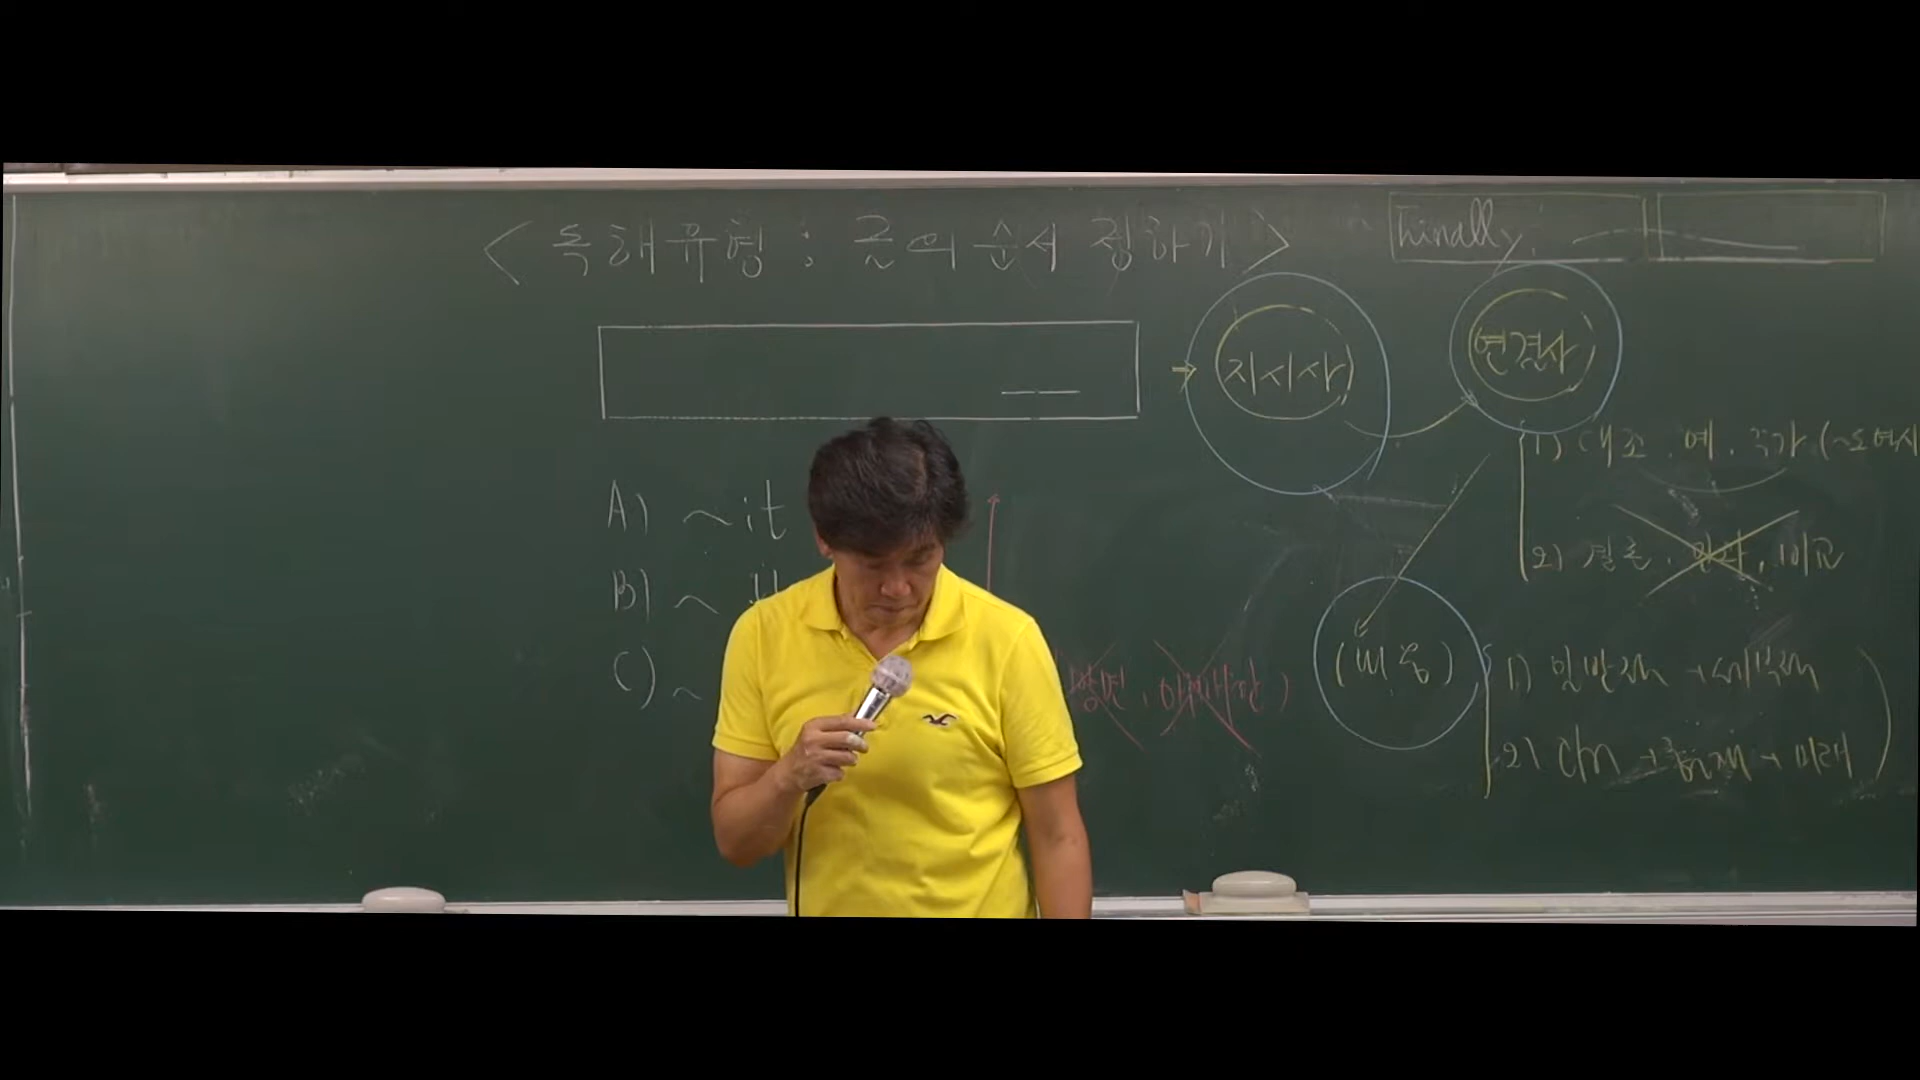 < 독해유형 : 글의 순서 정하기 >
Finally,
지시사
연결사
1) 대조 . 예 . 추가 (~도 역시
2) 결론 . 비교
A) ~it
B) ~
C) ~
(내용)
1) 일반적 → 세부적
2) 과거 → 현재 → 미래